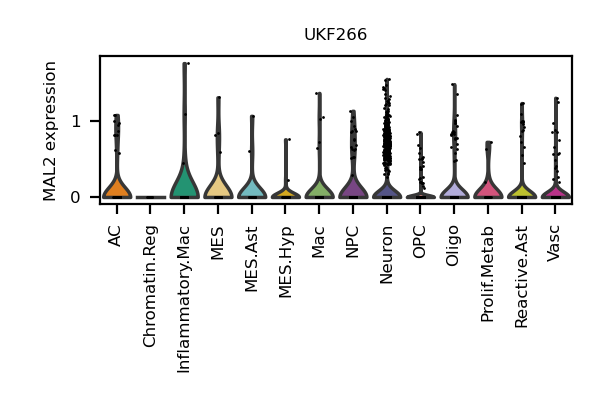 UKF266
MAL2 expression
1
0
AC
Chromatin.Reg
Inflammatory.Mac
MES
MES.Ast
MES.Hyp
Mac
NPC
Neuron
OPC
Oligo
Prolif.Metab
Reactive.Ast
Vasc